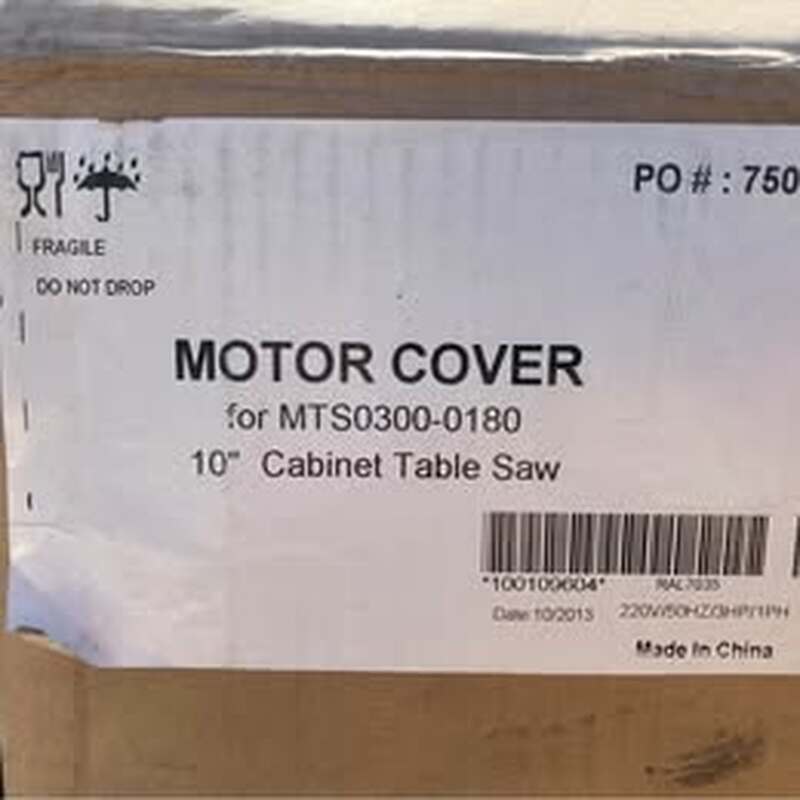 PO # : 750
FRAGILE
DO NOT DROP
MOTOR COVER
for MTS0300-0180
10" Cabinet Table Saw
*100109604* RAL7035
Date: 10/2013 220V/50HZ/3HP/1PH
Made In China